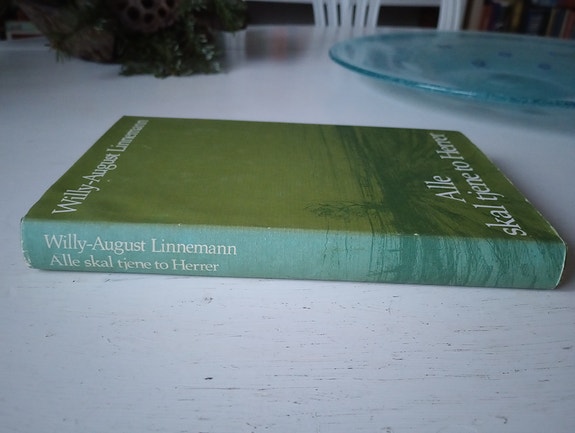 Willy-August Linnemann
Alle
skal tjene to Herrer
Willy-August Linnemann
Alle skal tjene to Herrer